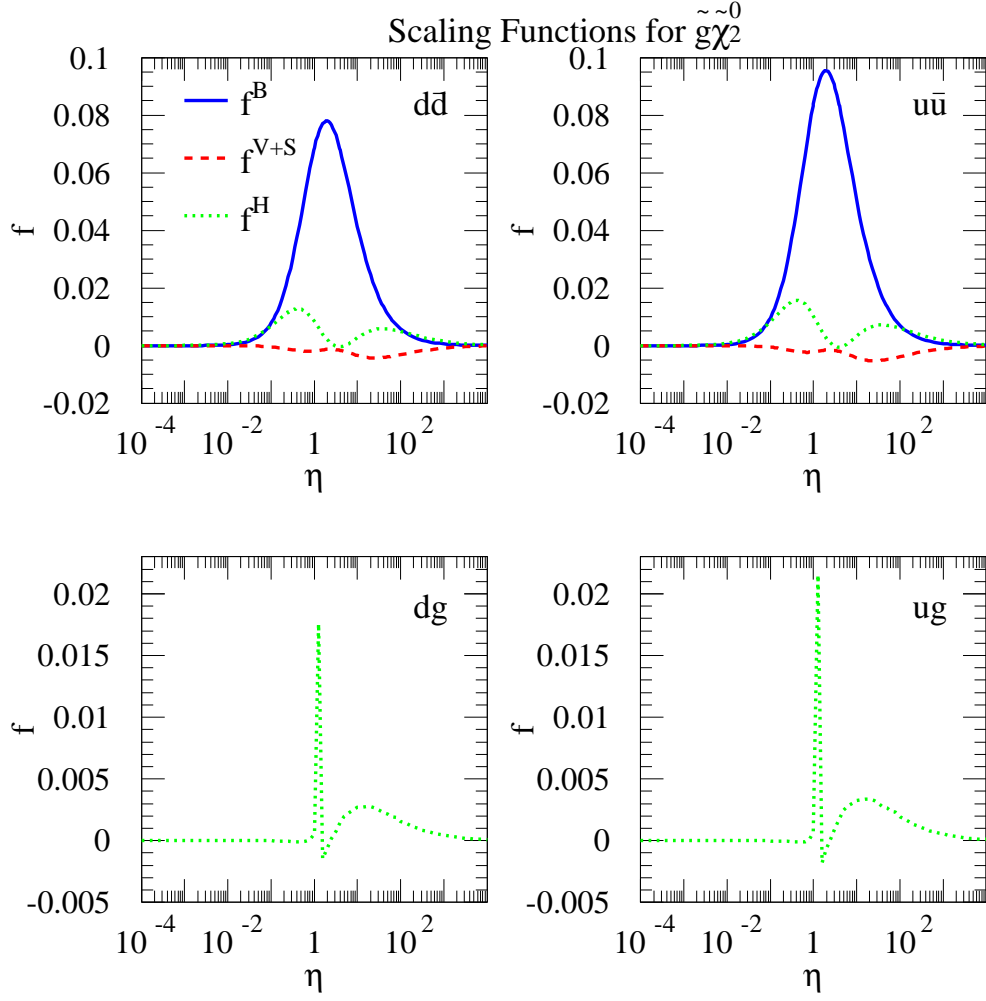 Scaling Functions for g̃χ̃₂⁰
0.1
0.08
0.06
0.04
0.02
0
-0.02
f
f^B
f^V+S
f^H
dd̄
10^-4 10^-2 1 10^2
η
0.1
0.08
0.06
0.04
0.02
0
-0.02
f
uū
10^-4 10^-2 1 10^2
η
0.02
0.015
0.01
0.005
0
-0.005
f
dg
10^-4 10^-2 1 10^2
η
0.02
0.015
0.01
0.005
0
-0.005
f
ug
10^-4 10^-2 1 10^2
η